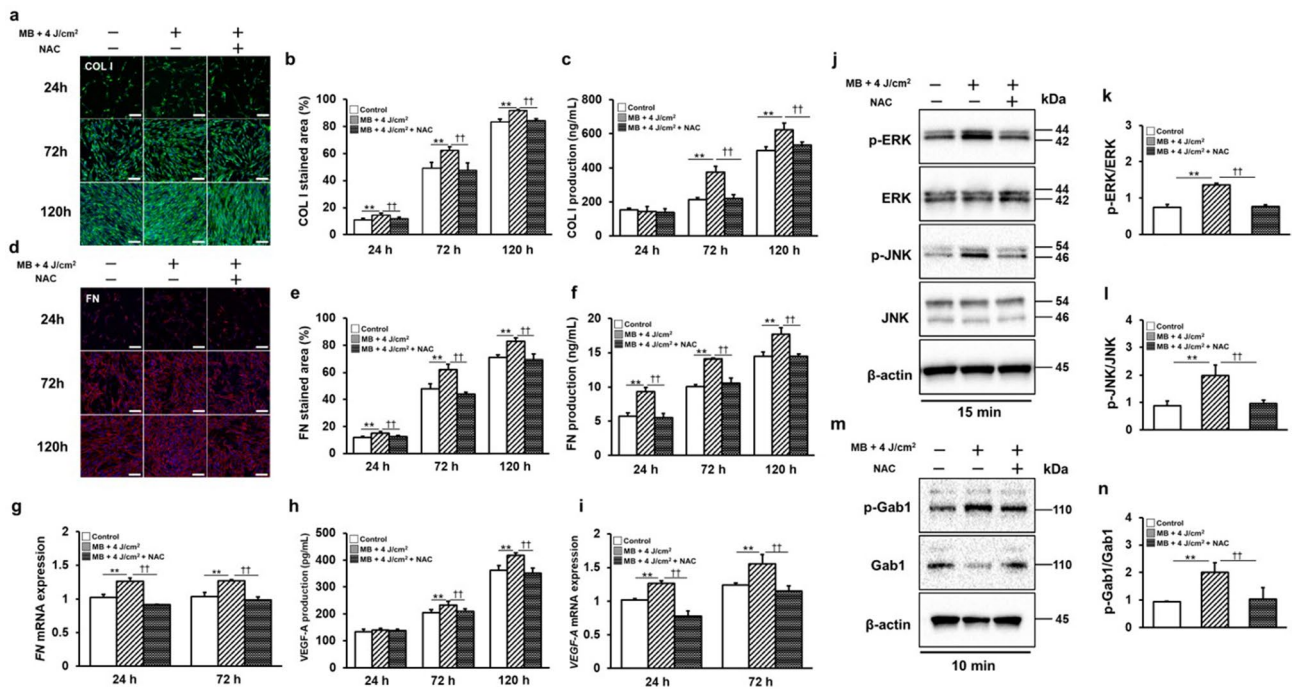 a
MB + 4 J/cm² − + +
NAC − − +
COL I
24h
72h
120h
b
COL I stained area (%)
100
80
60
40
20
0
Control
MB + 4 J/cm²
MB + 4 J/cm² + NAC
** ††
** ††
** ††
24 h 72 h 120 h
c
COL I production (ng/mL)
800
600
400
200
0
Control
MB + 4 J/cm²
MB + 4 J/cm² + NAC
** ††
** ††
24 h 72 h 120 h
d
MB + 4 J/cm² − + +
NAC − − +
FN
24h
72h
120h
e
FN stained area (%)
100
80
60
40
20
0
Control
MB + 4 J/cm²
MB + 4 J/cm² + NAC
** ††
** ††
** ††
24 h 72 h 120 h
f
FN production (ng/mL)
20
15
10
5
0
Control
MB + 4 J/cm²
MB + 4 J/cm² + NAC
** ††
** ††
** ††
24 h 72 h 120 h
g
FN mRNA expression
2
1.5
1
0.5
0
Control
MB + 4 J/cm²
MB + 4 J/cm² + NAC
** ††
** ††
24 h 72 h
h
VEGF-A production (pg/mL)
500
400
300
200
100
0
Control
MB + 4 J/cm²
MB + 4 J/cm² + NAC
** ††
** ††
24 h 72 h 120 h
i
VEGF-A mRNA expression
2
1.5
1
0.5
0
Control
MB + 4 J/cm²
MB + 4 J/cm² + NAC
** ††
** ††
24 h 72 h
j
MB + 4 J/cm² − + +
NAC − − + kDa
p-ERK 44
42
ERK 44
42
p-JNK 54
46
JNK 54
46
β-actin 45
15 min
k
p-ERK/ERK
3
2
1
0
Control
MB + 4 J/cm²
MB + 4 J/cm² + NAC
** ††
l
p-JNK/JNK
4
2
0
Control
MB + 4 J/cm²
MB + 4 J/cm² + NAC
** ††
m
MB + 4 J/cm² − + +
NAC − − + kDa
p-Gab1 110
Gab1 110
β-actin 45
10 min
n
p-Gab1/Gab1
4
2
0
Control
MB + 4 J/cm²
MB + 4 J/cm² + NAC
** ††